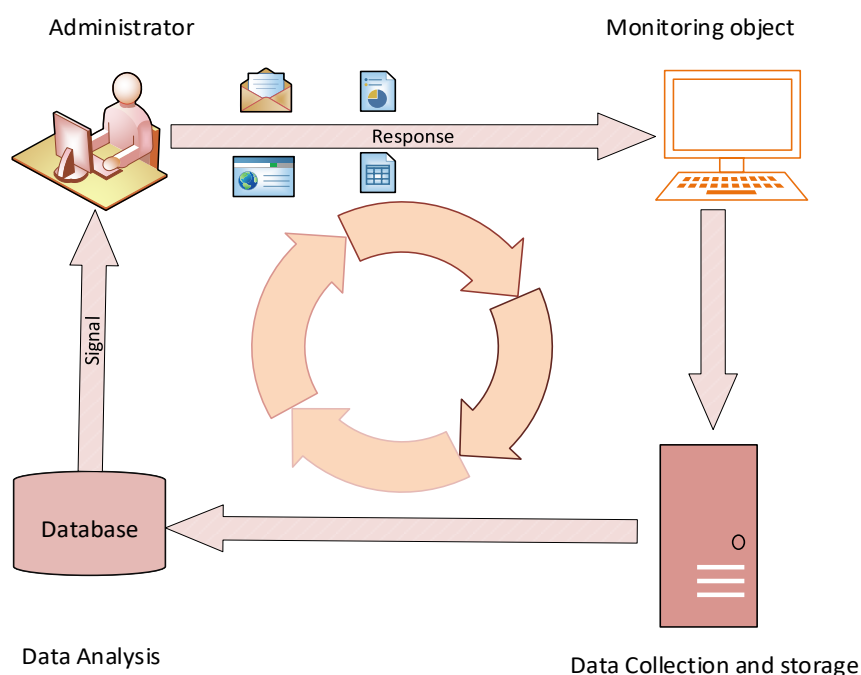 Administrator
Monitoring object
Response
Signal
Database
Data Analysis
Data Collection and storage